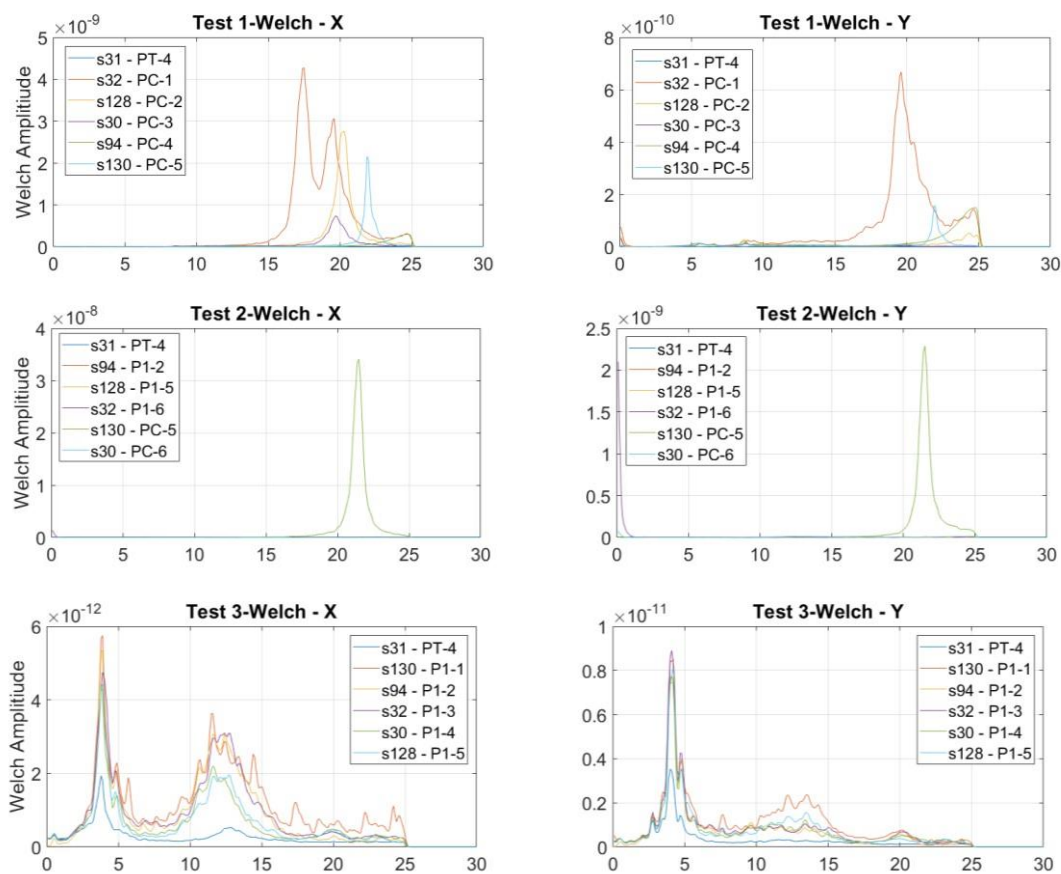 Test 1-Welch - X
×10⁻⁹
5
4
3
2
1
0
Welch Amplitiude
s31 - PT-4
s32 - PC-1
s128 - PC-2
s30 - PC-3
s94 - PC-4
s130 - PC-5
0 5 10 15 20 25 30
Test 1-Welch - Y
×10⁻¹⁰
8
6
4
2
0
s31 - PT-4
s32 - PC-1
s128 - PC-2
s30 - PC-3
s94 - PC-4
s130 - PC-5
0 5 10 15 20 25 30
Test 2-Welch - X
×10⁻⁸
4
3
2
1
0
Welch Amplitiude
s31 - PT-4
s94 - P1-2
s128 - P1-5
s32 - P1-6
s130 - PC-5
s30 - PC-6
0 5 10 15 20 25 30
Test 2-Welch - Y
×10⁻⁹
2.5
2
1.5
1
0.5
0
s31 - PT-4
s94 - P1-2
s128 - P1-5
s32 - P1-6
s130 - PC-5
s30 - PC-6
0 5 10 15 20 25 30
Test 3-Welch - X
×10⁻¹²
6
4
2
0
Welch Amplitiude
s31 - PT-4
s130 - P1-1
s94 - P1-2
s32 - P1-3
s30 - P1-4
s128 - P1-5
0 5 10 15 20 25 30
Test 3-Welch - Y
×10⁻¹¹
1
0.8
0.6
0.4
0.2
0
s31 - PT-4
s130 - P1-1
s94 - P1-2
s32 - P1-3
s30 - P1-4
s128 - P1-5
0 5 10 15 20 25 30